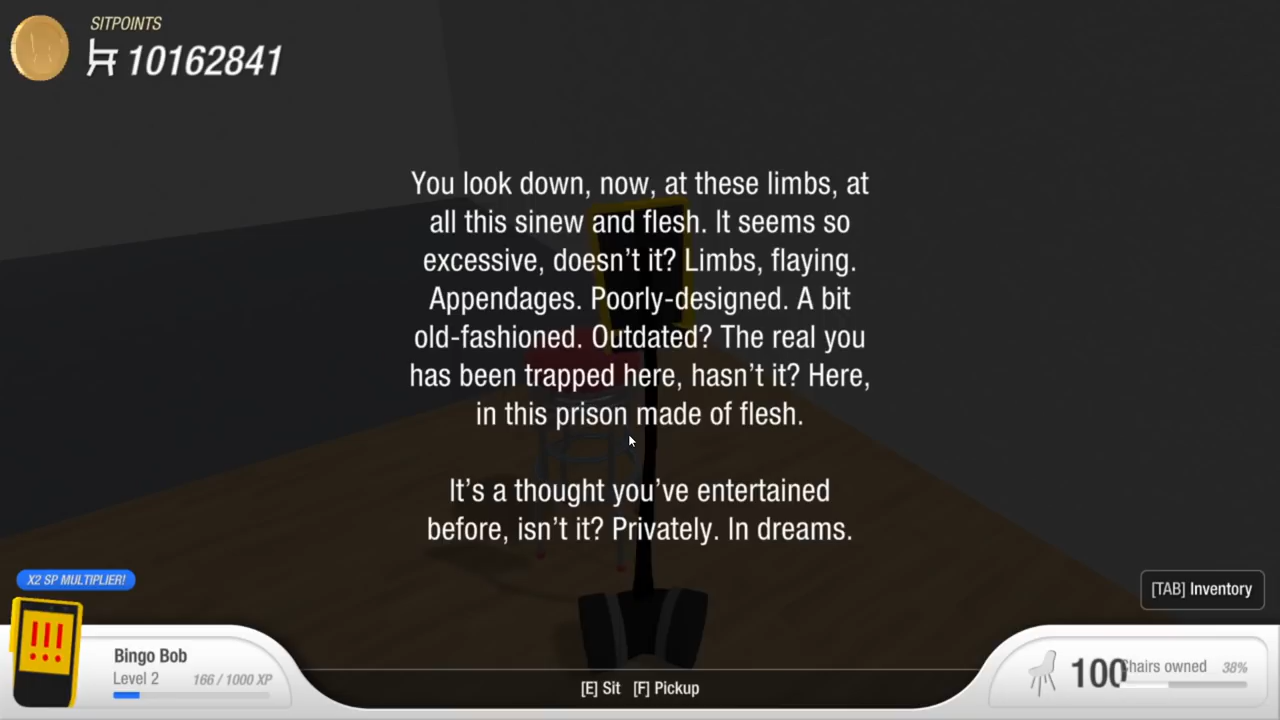 SITPOINTS
10162841
You look down, now, at these limbs, at
all this sinew and flesh. It seems so
excessive, doesn't it? Limbs, flaying.
Appendages. Poorly-designed. A bit
old-fashioned. Outdated? The real you
has been trapped here, hasn't it? Here,
in this prison made of flesh.
It's a thought you've entertained
before, isn't it? Privately. In dreams.
X2 SP MULTIPLIER!
[TAB] Inventory
!!!
Bingo Bob
Level 2 166 / 1000 XP
100 Chairs owned 38%
[E] Sit [F] Pickup